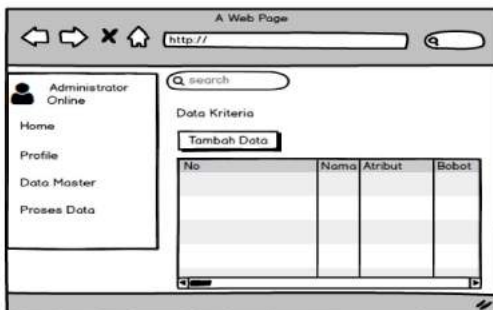 A Web Page
http://
Administrator
Online
Home
Profile
Data Master
Proses Data
search
Data Kriteria
Tambah Data
No Nama Atribut Bobot